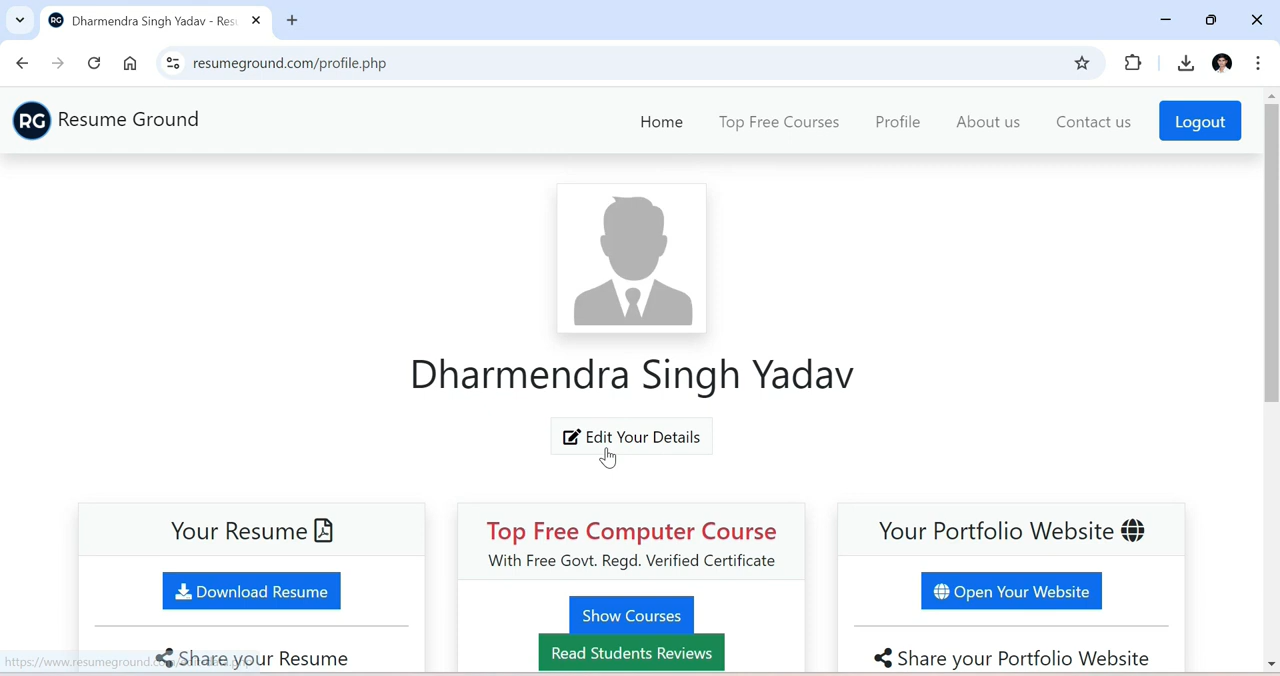 RG Dharmendra Singh Yadav - Res
resumeground.com/profile.php
RG Resume Ground
Home
Top Free Courses
Profile
About us
Contact us
Logout
Dharmendra Singh Yadav
Edit Your Details
Your Resume
Download Resume
Share your Resume
Top Free Computer Course
With Free Govt. Regd. Verified Certificate
Show Courses
Read Students Reviews
Your Portfolio Website
Open Your Website
Share your Portfolio Website